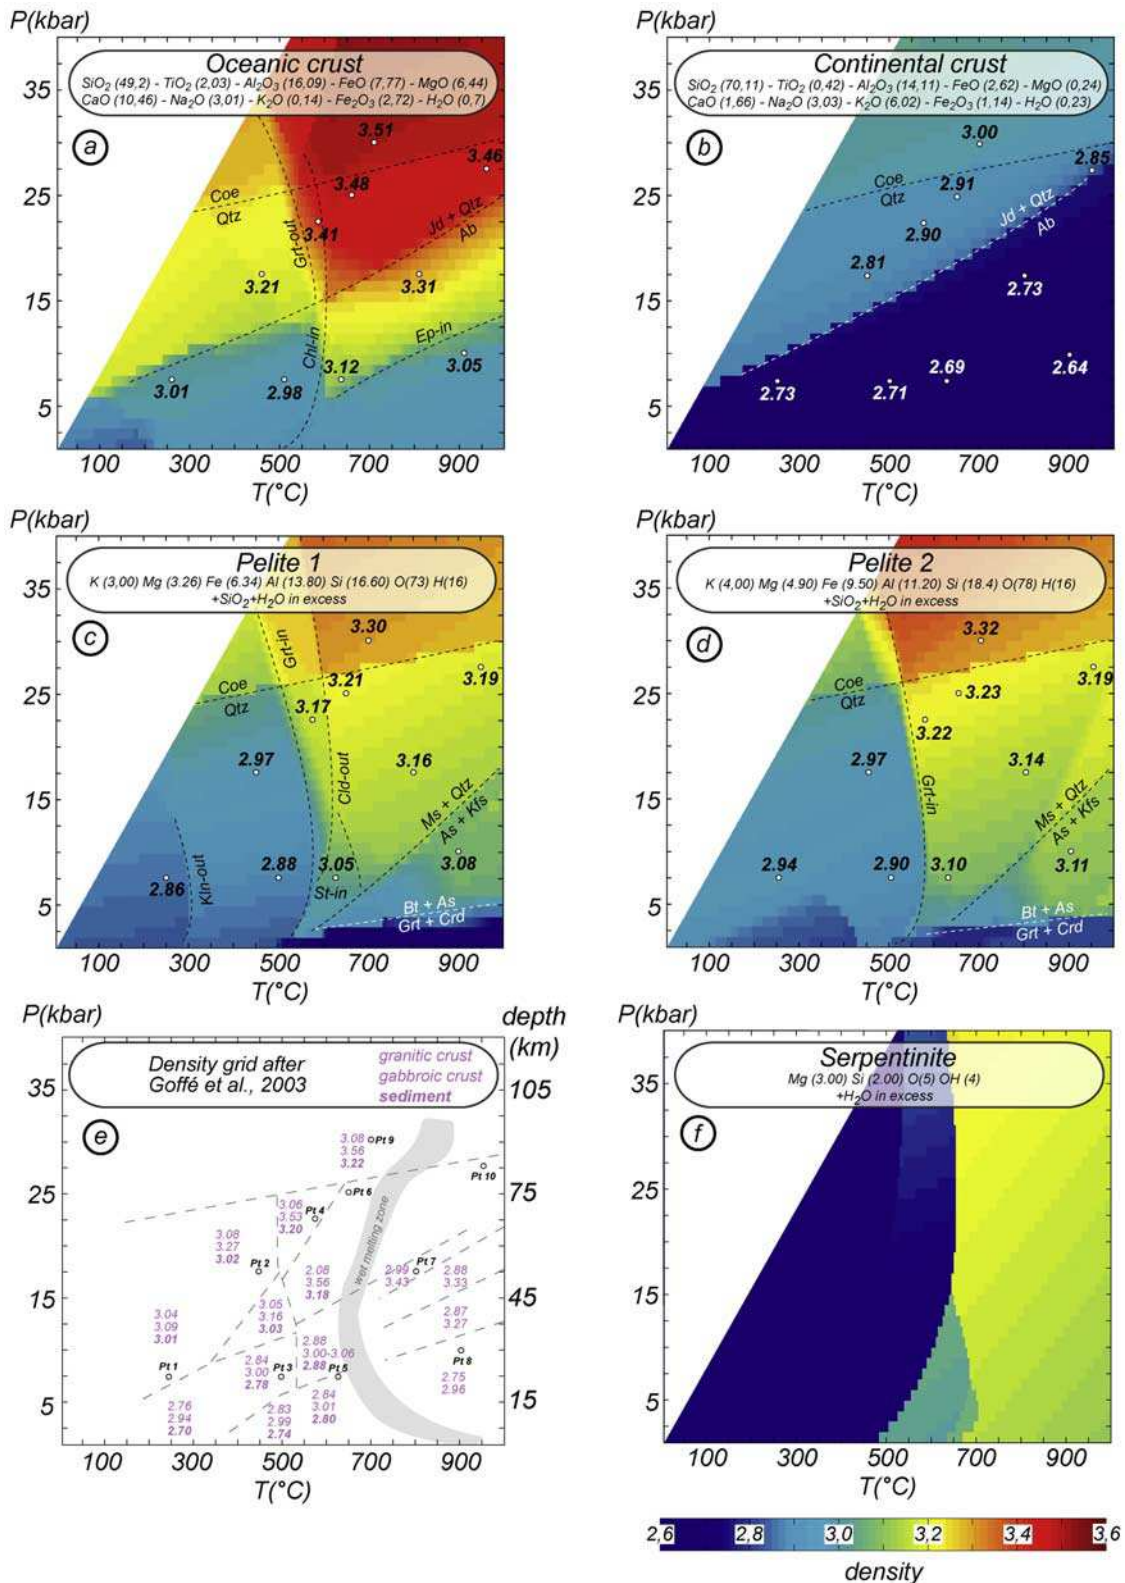 P(kbar)
Oceanic crust
SiO2 (49,2) - TiO2 (2,03) - Al2O3 (16,09) - FeO (7,77) - MgO (6,44)
CaO (10,46) - Na2O (3,01) - K2O (0,14) - Fe2O3 (2,72) - H2O (0,7)
a
35
25
15
5
3.51
3.46
3.48
3.41
3.21
3.31
3.01
2.98
3.12
3.05
Coe
Qtz
Grt-out
Jd + Qtz
Ab
Chl-in
Ep-in
100 300 500 700 900
T(°C)
P(kbar)
Continental crust
SiO2 (70,11) - TiO2 (0,42) - Al2O3 (14,11) - FeO (2,62) - MgO (0,24)
CaO (1,66) - Na2O (3,03) - K2O (6,02) - Fe2O3 (1,14) - H2O (0,23)
b
35
25
15
5
3.00
2.85
2.91
2.90
2.81
2.73
2.69
2.64
2.73
2.71
Coe
Qtz
Jd + Qtz
Ab
100 300 500 700 900
T(°C)
P(kbar)
Pelite 1
K (3,00) Mg (3.26) Fe (6.34) Al (13.80) Si (16.60) O(73) H(16)
+SiO2+H2O in excess
c
35
25
15
5
3.30
3.21
3.19
3.17
2.97
3.16
2.86
2.88
3.05
3.08
Grt-in
Coe
Qtz
Cld-out
Ms + Qtz
As + Kfs
Kln-out
St-in
Bt + As
Grt + Crd
100 300 500 700 900
T(°C)
P(kbar)
Pelite 2
K (4,00) Mg (4.90) Fe (9.50) Al (11.20) Si (18.4) O(78) H(16)
+SiO2+H2O in excess
d
35
25
15
5
3.32
3.19
3.23
3.22
2.97
3.14
2.94
2.90
3.10
3.11
Coe
Qtz
Grt-in
Ms + Qtz
As + Kfs
Bt + As
Grt + Crd
100 300 500 700 900
T(°C)
P(kbar)
depth
(km)
Density grid after
Goffé et al., 2003
granitic crust
gabbroic crust
sediment
e
35
25
15
5
105
75
45
15
3.08
3.56
3.22
Pt 9
Pt 10
Pt 6
3.06
3.53
3.20
Pt 4
3.08
3.27
3.02
Pt 2
wet melting zone
2.08
3.56
3.18
2.99
3.43
Pt 7
2.88
3.33
3.04
3.09
3.01
3.05
3.16
3.03
2.87
3.27
2.88
3.00-3.06
2.88
Pt 1
2.84
3.00
2.78
Pt 3
Pt 5
Pt 8
2.75
2.96
2.76
2.94
2.70
2.83
2.99
2.74
2.84
3.01
2.80
100 300 500 700 900
T(°C)
P(kbar)
Serpentinite
Mg (3.00) Si (2.00) O(5) OH (4)
+H2O in excess
f
35
25
15
5
100 300 500 700 900
T(°C)
2,6 2,8 3,0 3,2 3,4 3,6
density